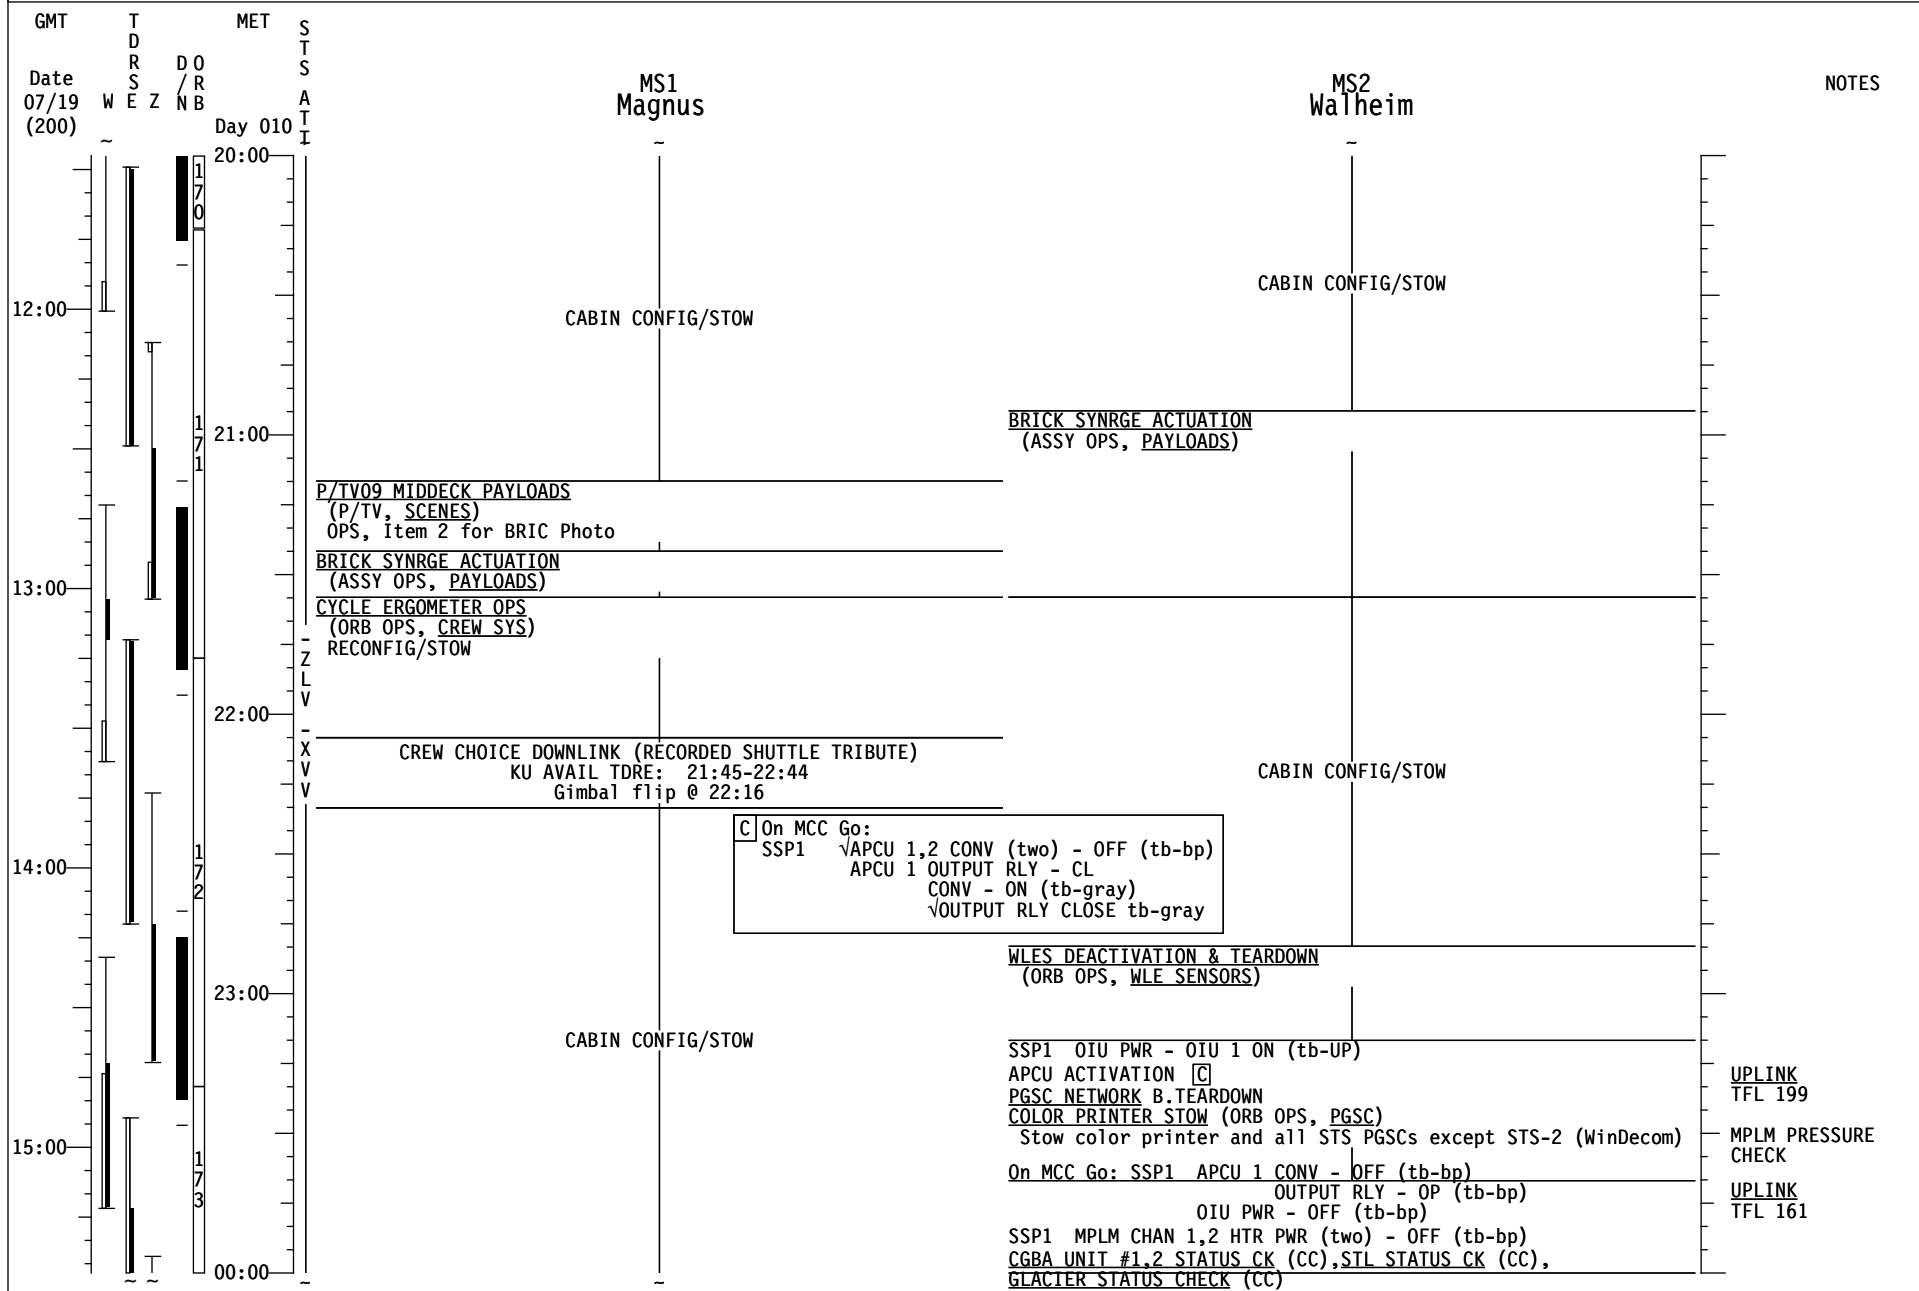 GMT
TDRSE
MET
STS ATT
D/N
ORB
MS1
MS2
NOTES
Date
07/19
W E Z
Magnus
Walheim
(200)
Day 010
~
~
~
~
20:00
170
CABIN CONFIG/STOW
12:00
CABIN CONFIG/STOW
BRICK SYNRGE ACTUATION
(ASSY OPS, PAYLOADS)
171
21:00
P/TV09 MIDDECK PAYLOADS
(P/TV, SCENES)
OPS, Item 2 for BRIC Photo
BRICK SYNRGE ACTUATION
(ASSY OPS, PAYLOADS)
13:00
CYCLE ERGOMETER OPS
(ORB OPS, CREW SYS)
RECONFIG/STOW
-ZLV
22:00
-XVV
CREW CHOICE DOWNLINK (RECORDED SHUTTLE TRIBUTE)
KU AVAIL TDRE: 21:45-22:44
Gimbal flip @ 22:16
CABIN CONFIG/STOW
C On MCC Go:
SSP1 √APCU 1,2 CONV (two) - OFF (tb-bp)
APCU 1 OUTPUT RLY - CL
CONV - ON (tb-gray)
√OUTPUT RLY CLOSE tb-gray
14:00
172
WLES DEACTIVATION & TEARDOWN
(ORB OPS, WLE SENSORS)
23:00
CABIN CONFIG/STOW
SSP1 OIU PWR - OIU 1 ON (tb-UP)
APCU ACTIVATION C
PGSC NETWORK B.TEARDOWN
COLOR PRINTER STOW (ORB OPS, PGSC)
Stow color printer and all STS PGSCs except STS-2 (WinDecom)
UPLINK
TFL 199
MPLM PRESSURE
CHECK
15:00
173
On MCC Go: SSP1 APCU 1 CONV - OFF (tb-bp)
OUTPUT RLY - OP (tb-bp)
OIU PWR - OFF (tb-bp)
UPLINK
TFL 161
SSP1 MPLM CHAN 1,2 HTR PWR (two) - OFF (tb-bp)
CGBA UNIT #1,2 STATUS CK (CC),STL STATUS CK (CC),
GLACIER STATUS CHECK (CC)
00:00
~ ~
~
~